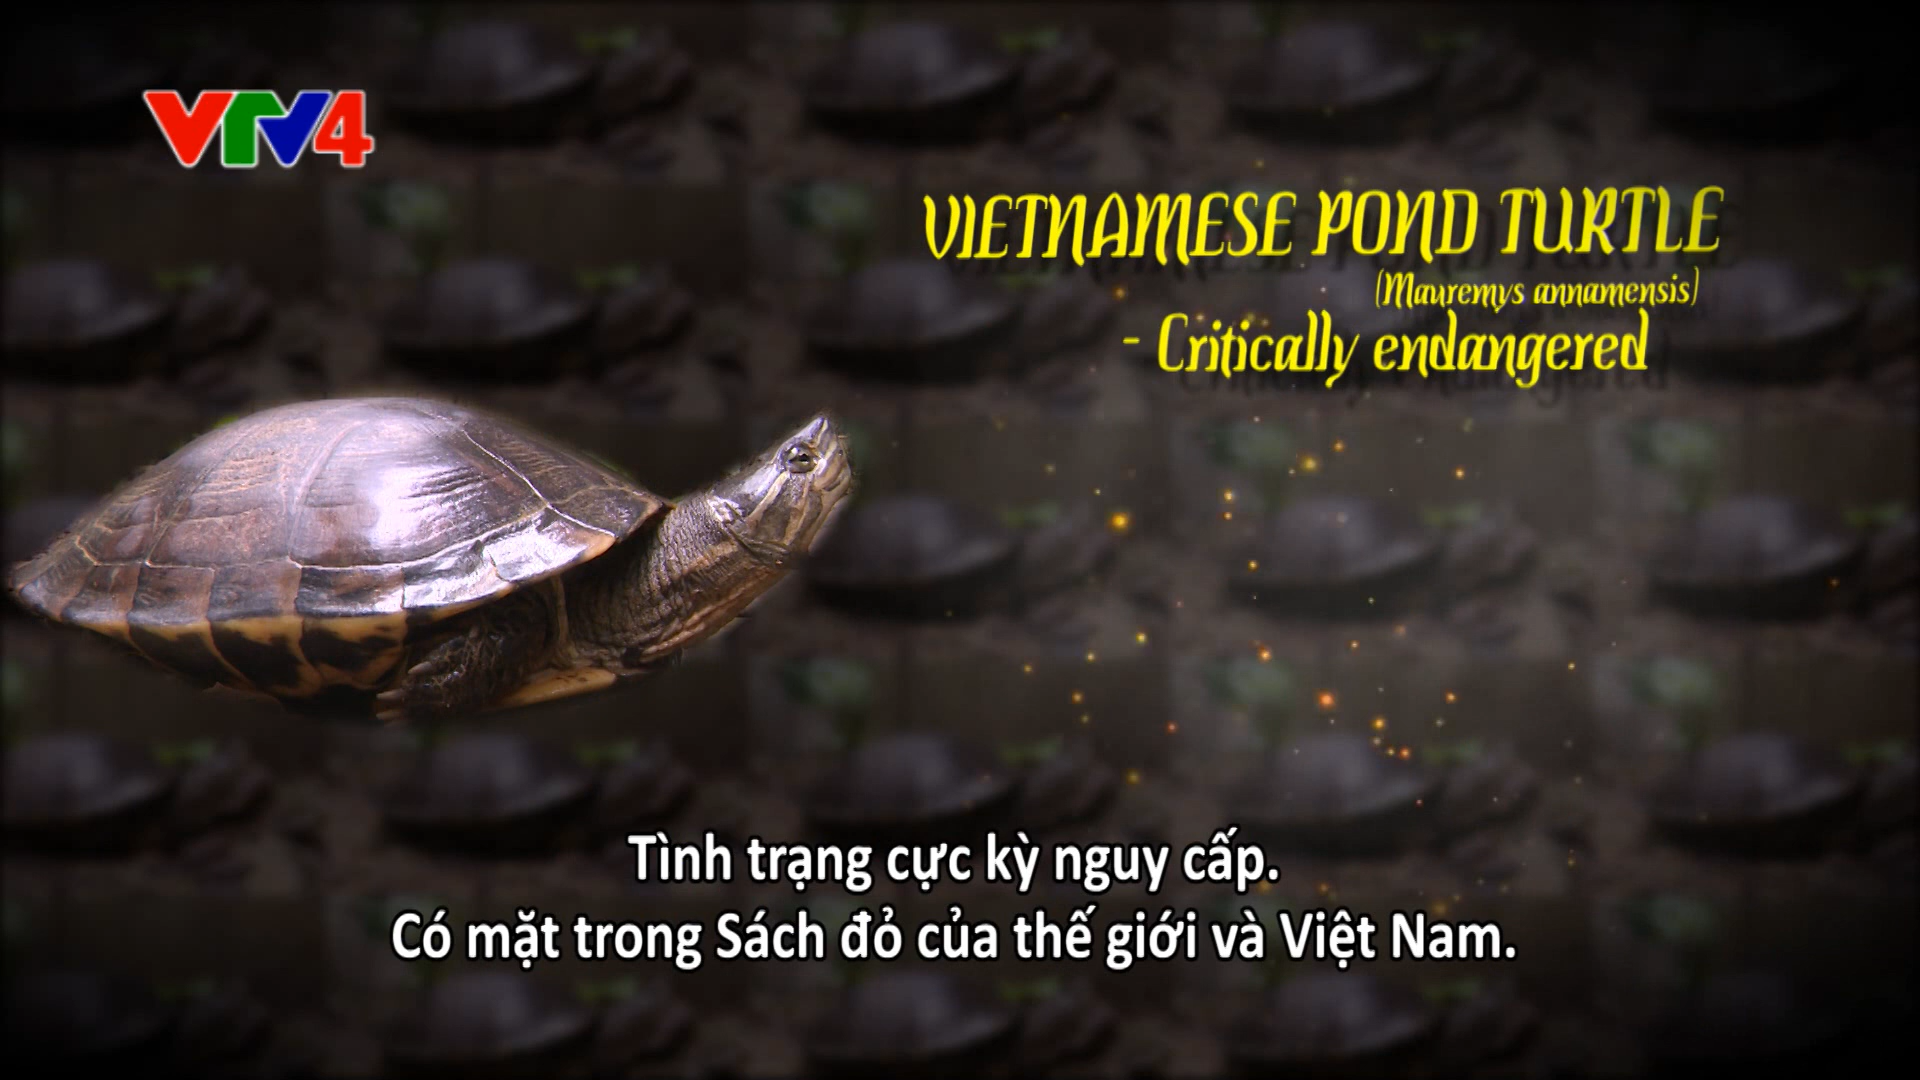 VTV4
VIETNAMESE POND TURTLE
(Mauremys annamensis)
- Critically endangered
Tình trạng cực kỳ nguy cấp.
Có mặt trong Sách đỏ của thế giới và Việt Nam.